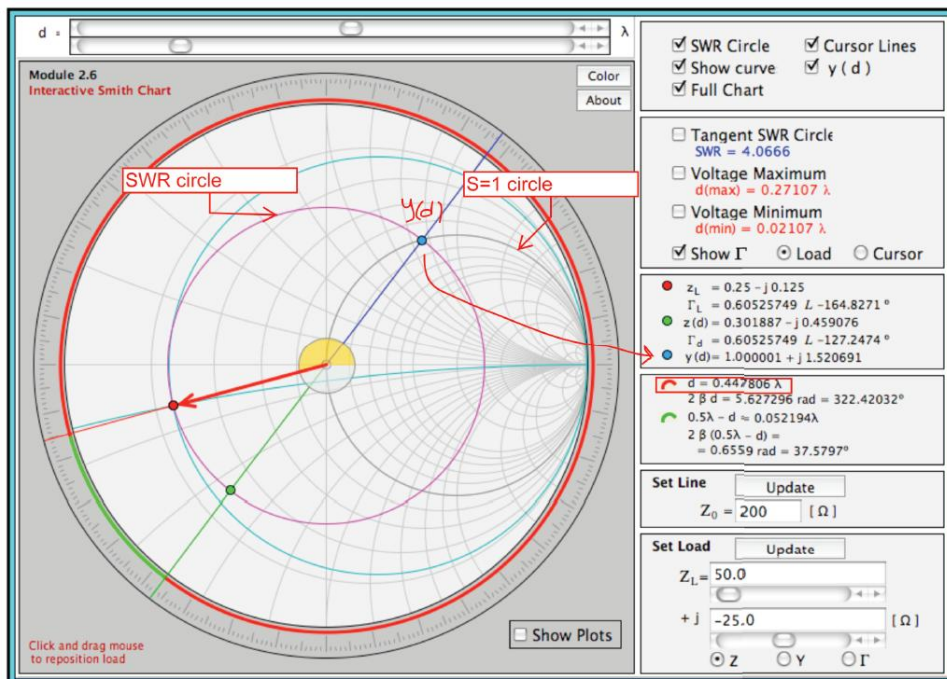 d =
λ
Module 2.6
Interactive Smith Chart
Color
About
SWR circle
S=1 circle
y(d)
Click and drag mouse
to reposition load
Show Plots
SWR Circle
Cursor Lines
Show curve
y ( d )
Full Chart
Tangent SWR Circle
SWR = 4.0666
Voltage Maximum
d(max) = 0.27107 λ
Voltage Minimum
d(min) = 0.02107 λ
Show Γ
Load
Cursor
z_L = 0.25 - j 0.125
Γ_L = 0.60525749 ∠ -164.8271 °
z(d) = 0.301887 - j 0.459076
Γ_d = 0.60525749 ∠ -127.2474 °
y(d) = 1.000001 + j 1.520691
d = 0.447806 λ
2 β d = 5.627296 rad = 322.42032°
0.5λ - d ≈ 0.052194λ
2 β (0.5λ - d) =
= 0.6559 rad = 37.5797°
Set Line
Update
Z_0 = 200 [ Ω ]
Set Load
Update
Z_L = 50.0
+ j -25.0 [ Ω ]
Z
Y
Γ